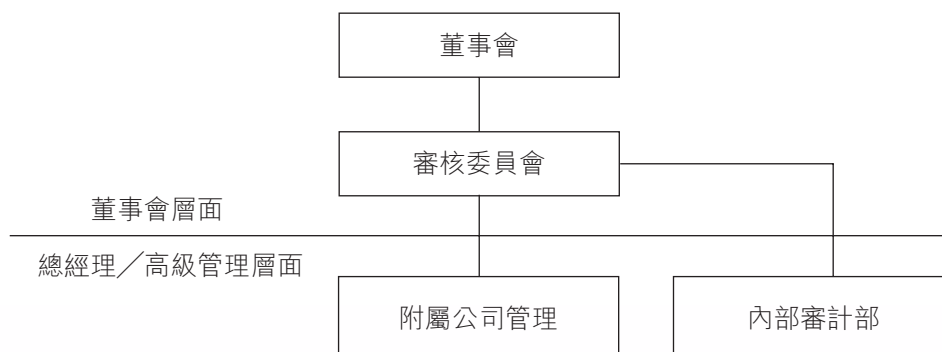 董事會
審核委員會
董事會層面
總經理／高級管理層面
附屬公司管理
內部審計部